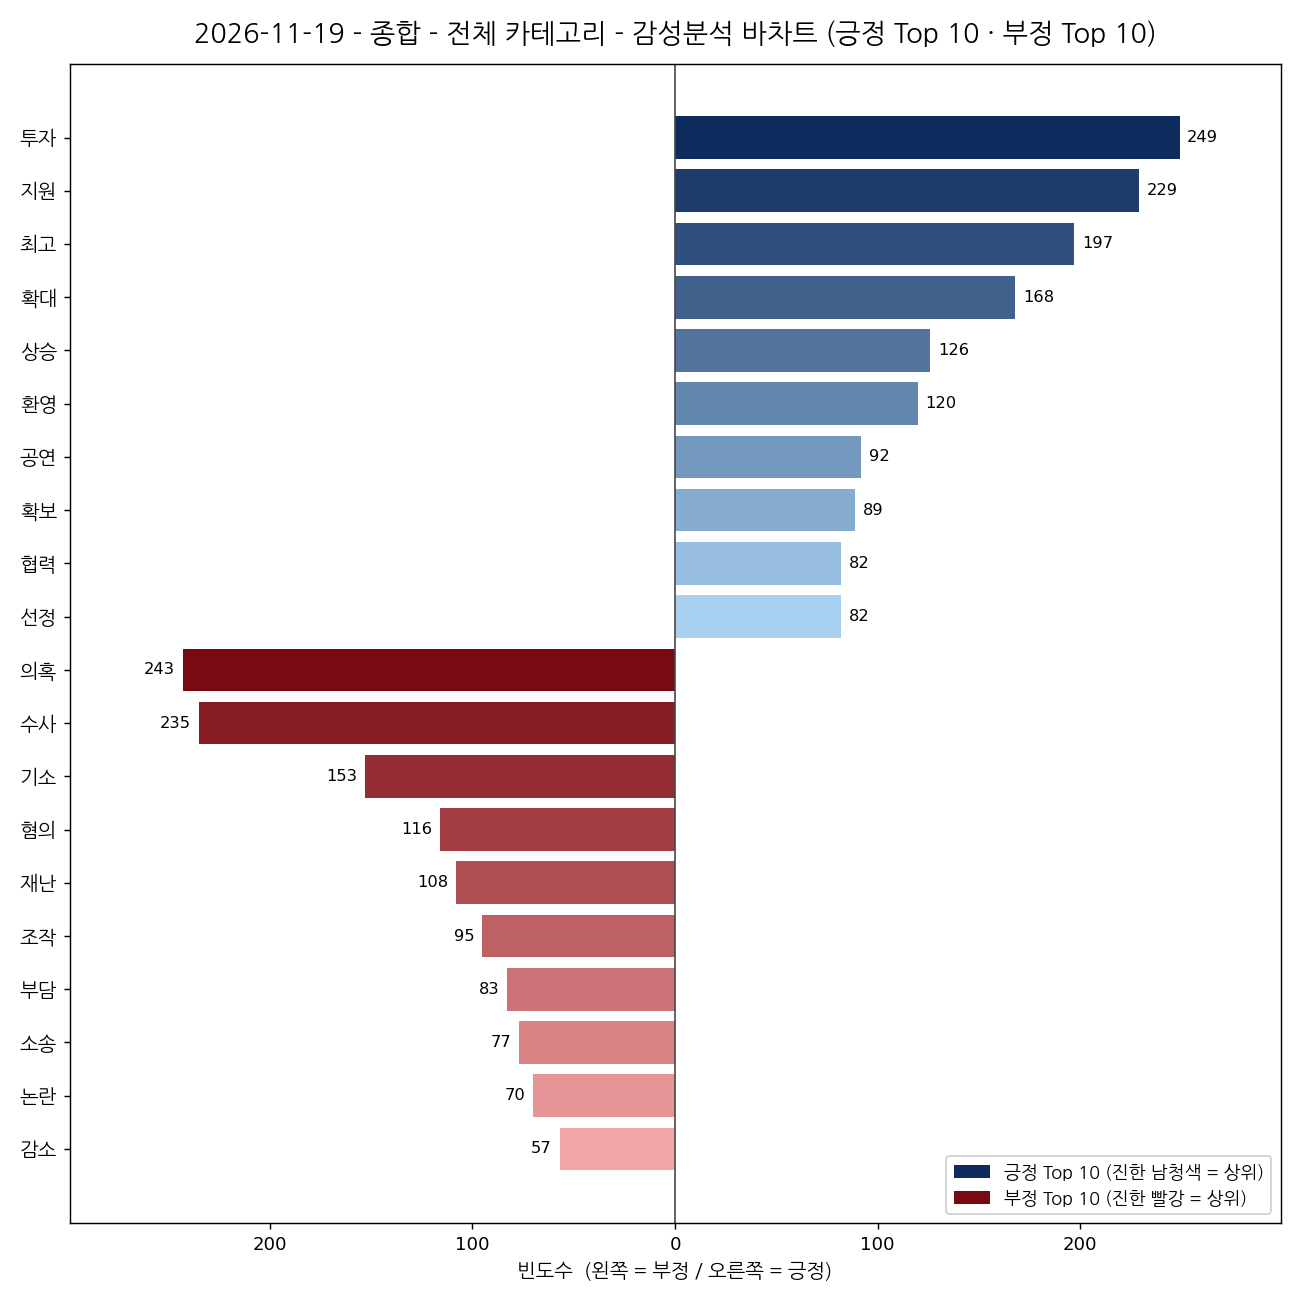 2026-11-19 - 종합 - 전체 카테고리 - 감성분석 바차트 (긍정 Top 10 · 부정 Top 10)
투자 249
지원 229
최고 197
확대 168
상승 126
환영 120
공연 92
확보 89
협력 82
선정 82
의혹 243
수사 235
기소 153
혐의 116
재난 108
조작 95
부담 83
소송 77
논란 70
감소 57
긍정 Top 10 (진한 남청색 = 상위)
부정 Top 10 (진한 빨강 = 상위)
200 100 0 100 200
빈도수 (왼쪽 = 부정 / 오른쪽 = 긍정)